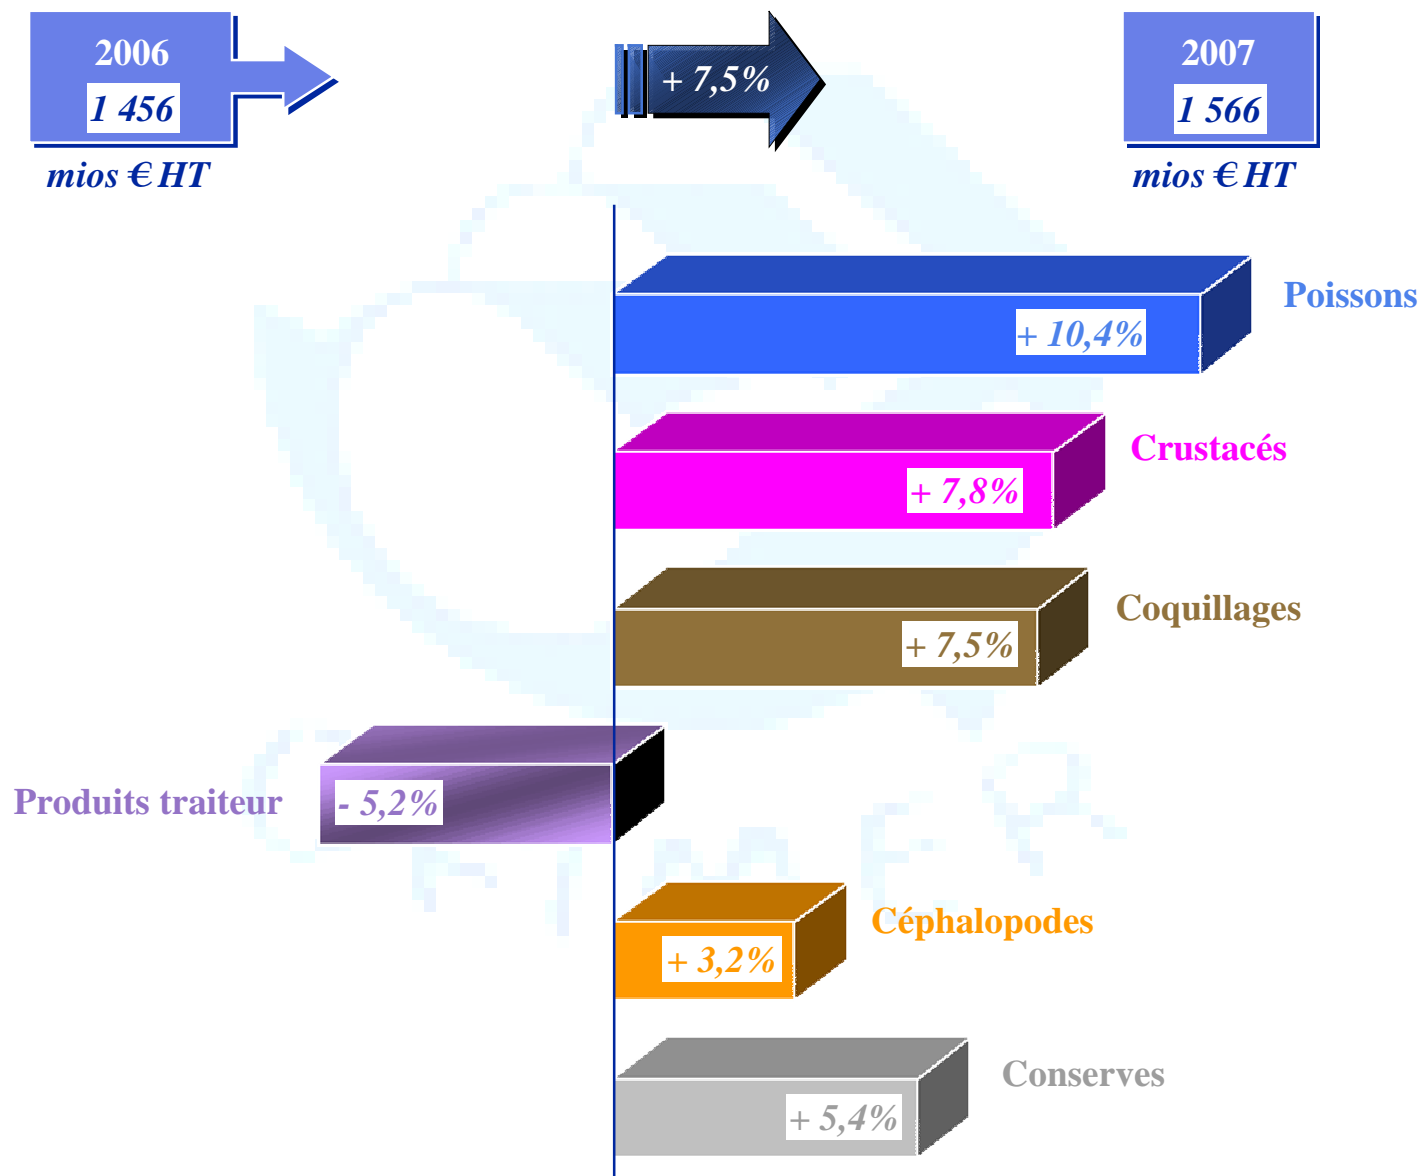 2006
1 456
mios € HT
+ 7,5%
2007
1 566
mios € HT
Poissons
+ 10,4%
Crustacés
+ 7,8%
Coquillages
+ 7,5%
Produits traiteur
- 5,2%
Céphalopodes
+ 3,2%
Conserves
+ 5,4%
OFIMER